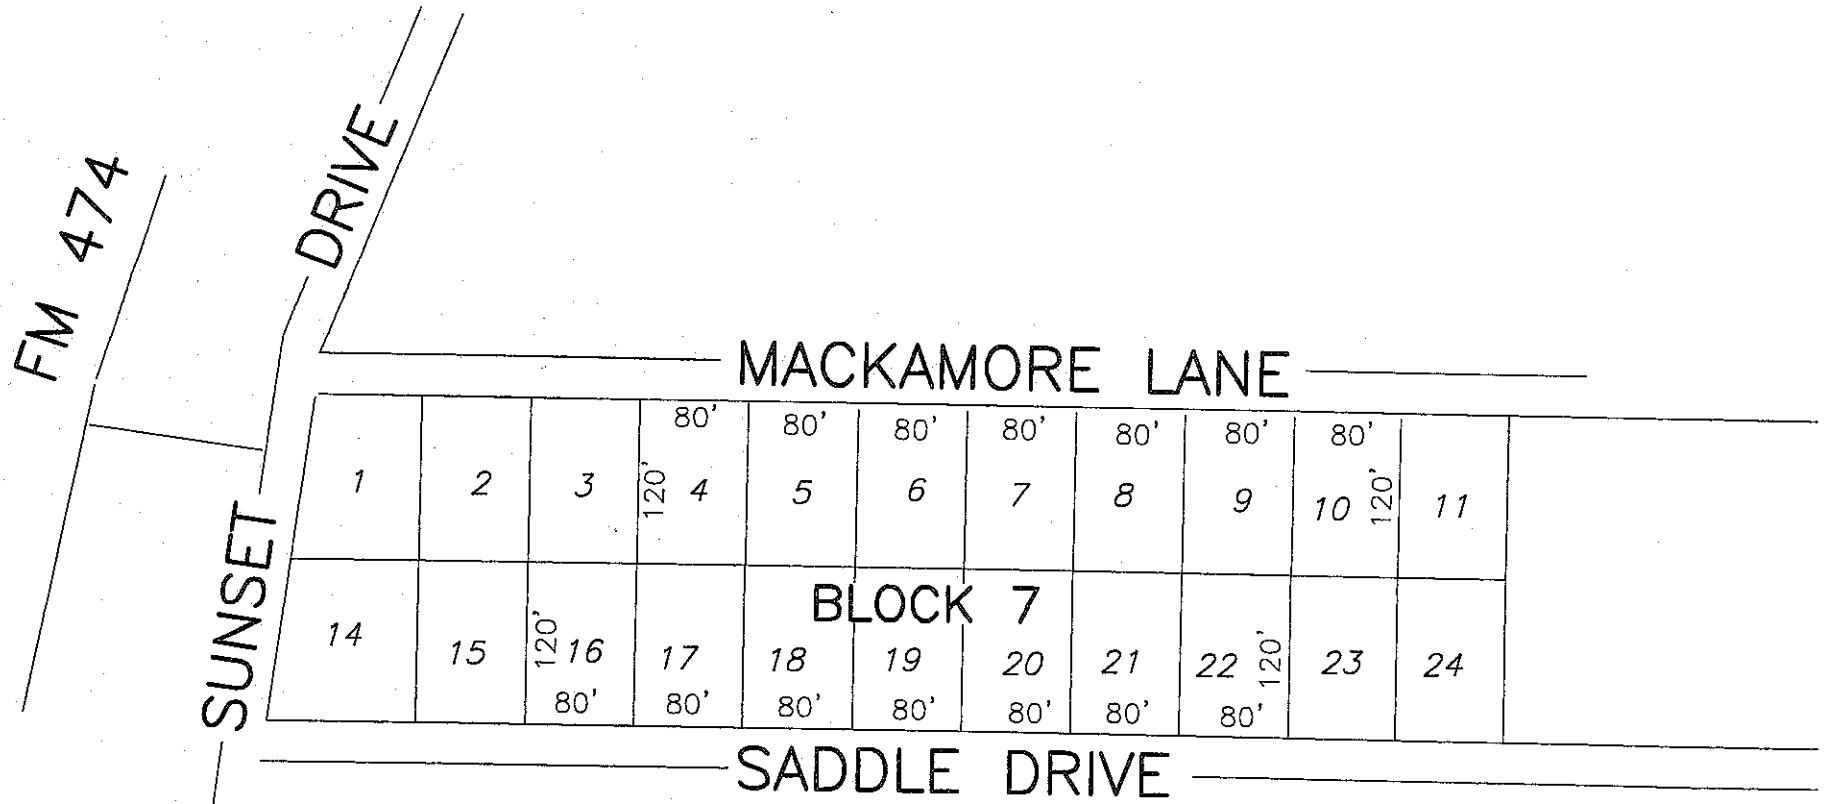 FM 474
SUNSET DRIVE
MACKAMORE LANE
80' 80' 80' 80' 80' 80' 80'
1 2 3 120' 4 5 6 7 8 9 10 120' 11
BLOCK 7
14 15 120' 16 17 18 19 20 21 22 120' 23 24
80' 80' 80' 80' 80' 80' 80'
SADDLE DRIVE